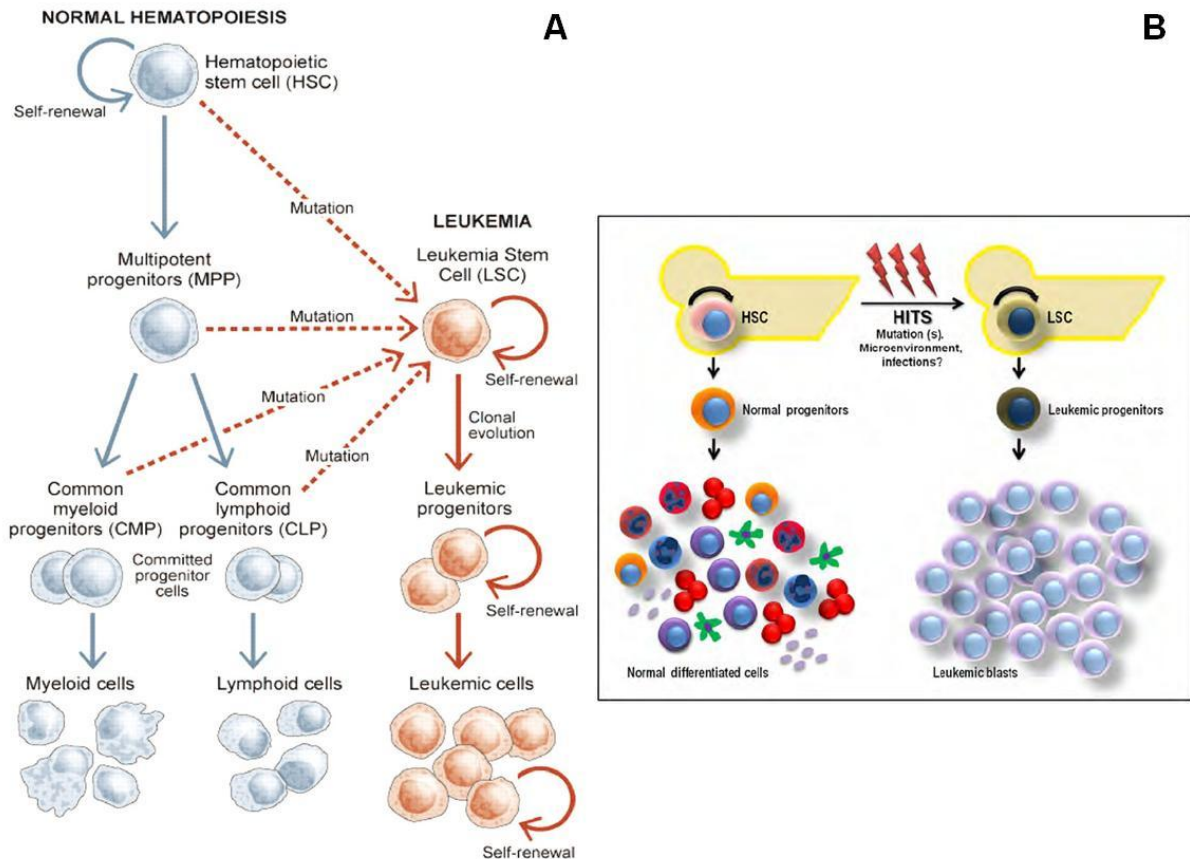 NORMAL HEMATOPOIESIS
A
Hematopoietic
stem cell (HSC)
Self-renewal
Mutation
LEUKEMIA
Leukemia Stem
Cell (LSC)
Multipotent
progenitors (MPP)
Mutation
Self-renewal
Mutation
Clonal
evolution
Mutation
Common
myeloid
progenitors (CMP)
Common
lymphoid
progenitors (CLP)
Leukemic
progenitors
Committed
progenitor
cells
Self-renewal
Myeloid cells
Lymphoid cells
Leukemic cells
Self-renewal
B
HSC
HITS
Mutation (s).
Microenvironment,
infections?
LSC
Normal progenitors
Leukemic progenitors
Normal differentiated cells
Leukemic blasts